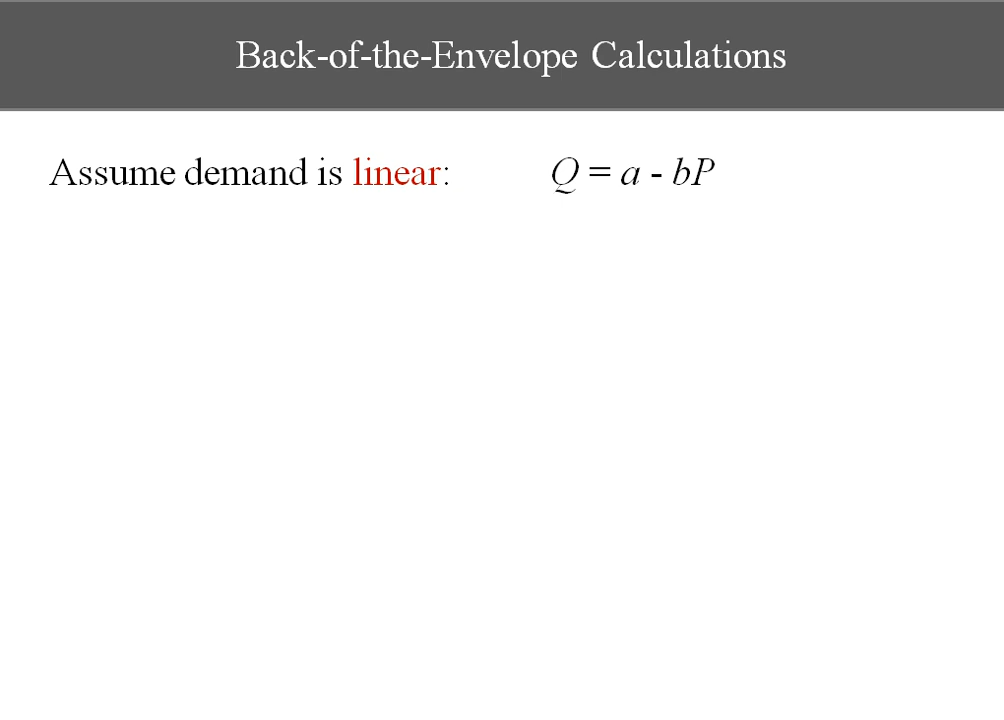 Back-of-the-Envelope Calculations
Assume demand is linear: Q = a - bP